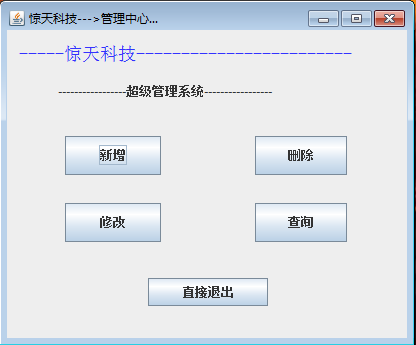 惊天科技--->管理中心...
-----惊天科技------------------------
-----------------超级管理系统-----------------
新增 删除
修改 查询
直接退出